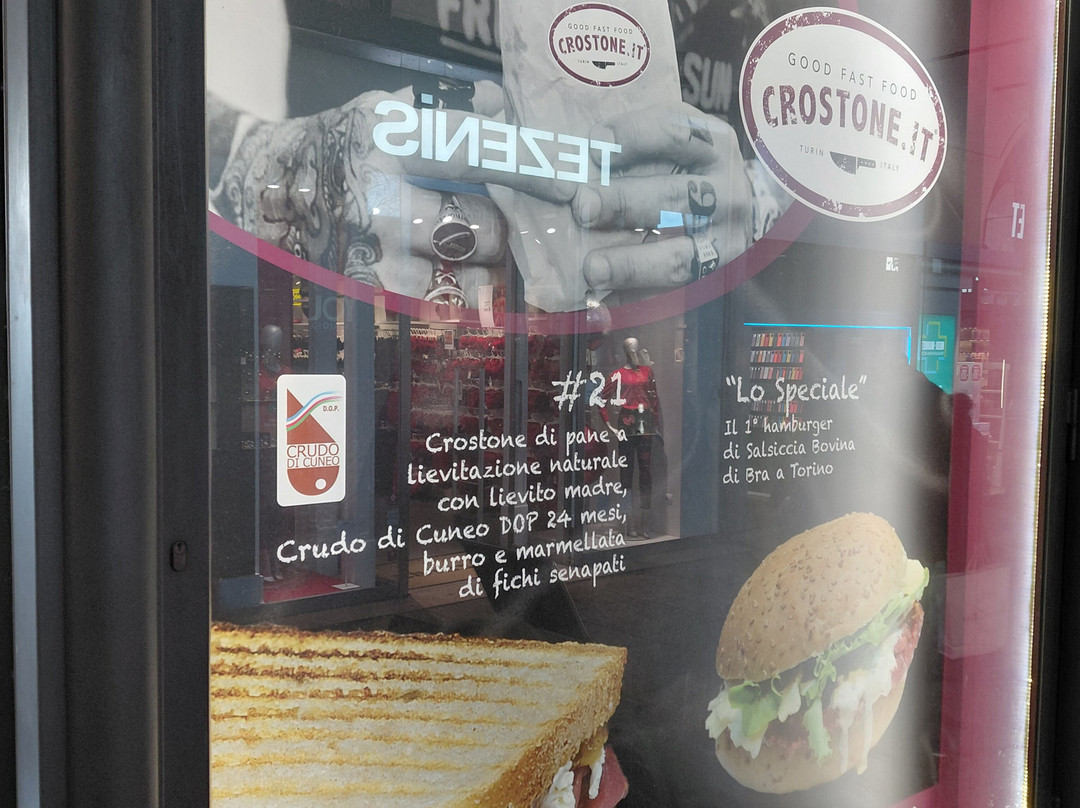 FR
SUN
GOOD FAST FOOD
CROSTONE.IT
TURIN ITALY
GOOD FAST FOOD
CROSTONE.IT
TURIN ITALY
TEZENIS
D.O.P.
CRUDO
DI CUNEO
#21
Crostone di pane a
lievitazione naturale
con lievito madre,
Crudo di Cuneo DOP 24 mesi,
burro e marmellata
di fichi senapati
"Lo Speciale"
Il 1° hamburger
di Salsiccia Bovina
di Bra a Torino